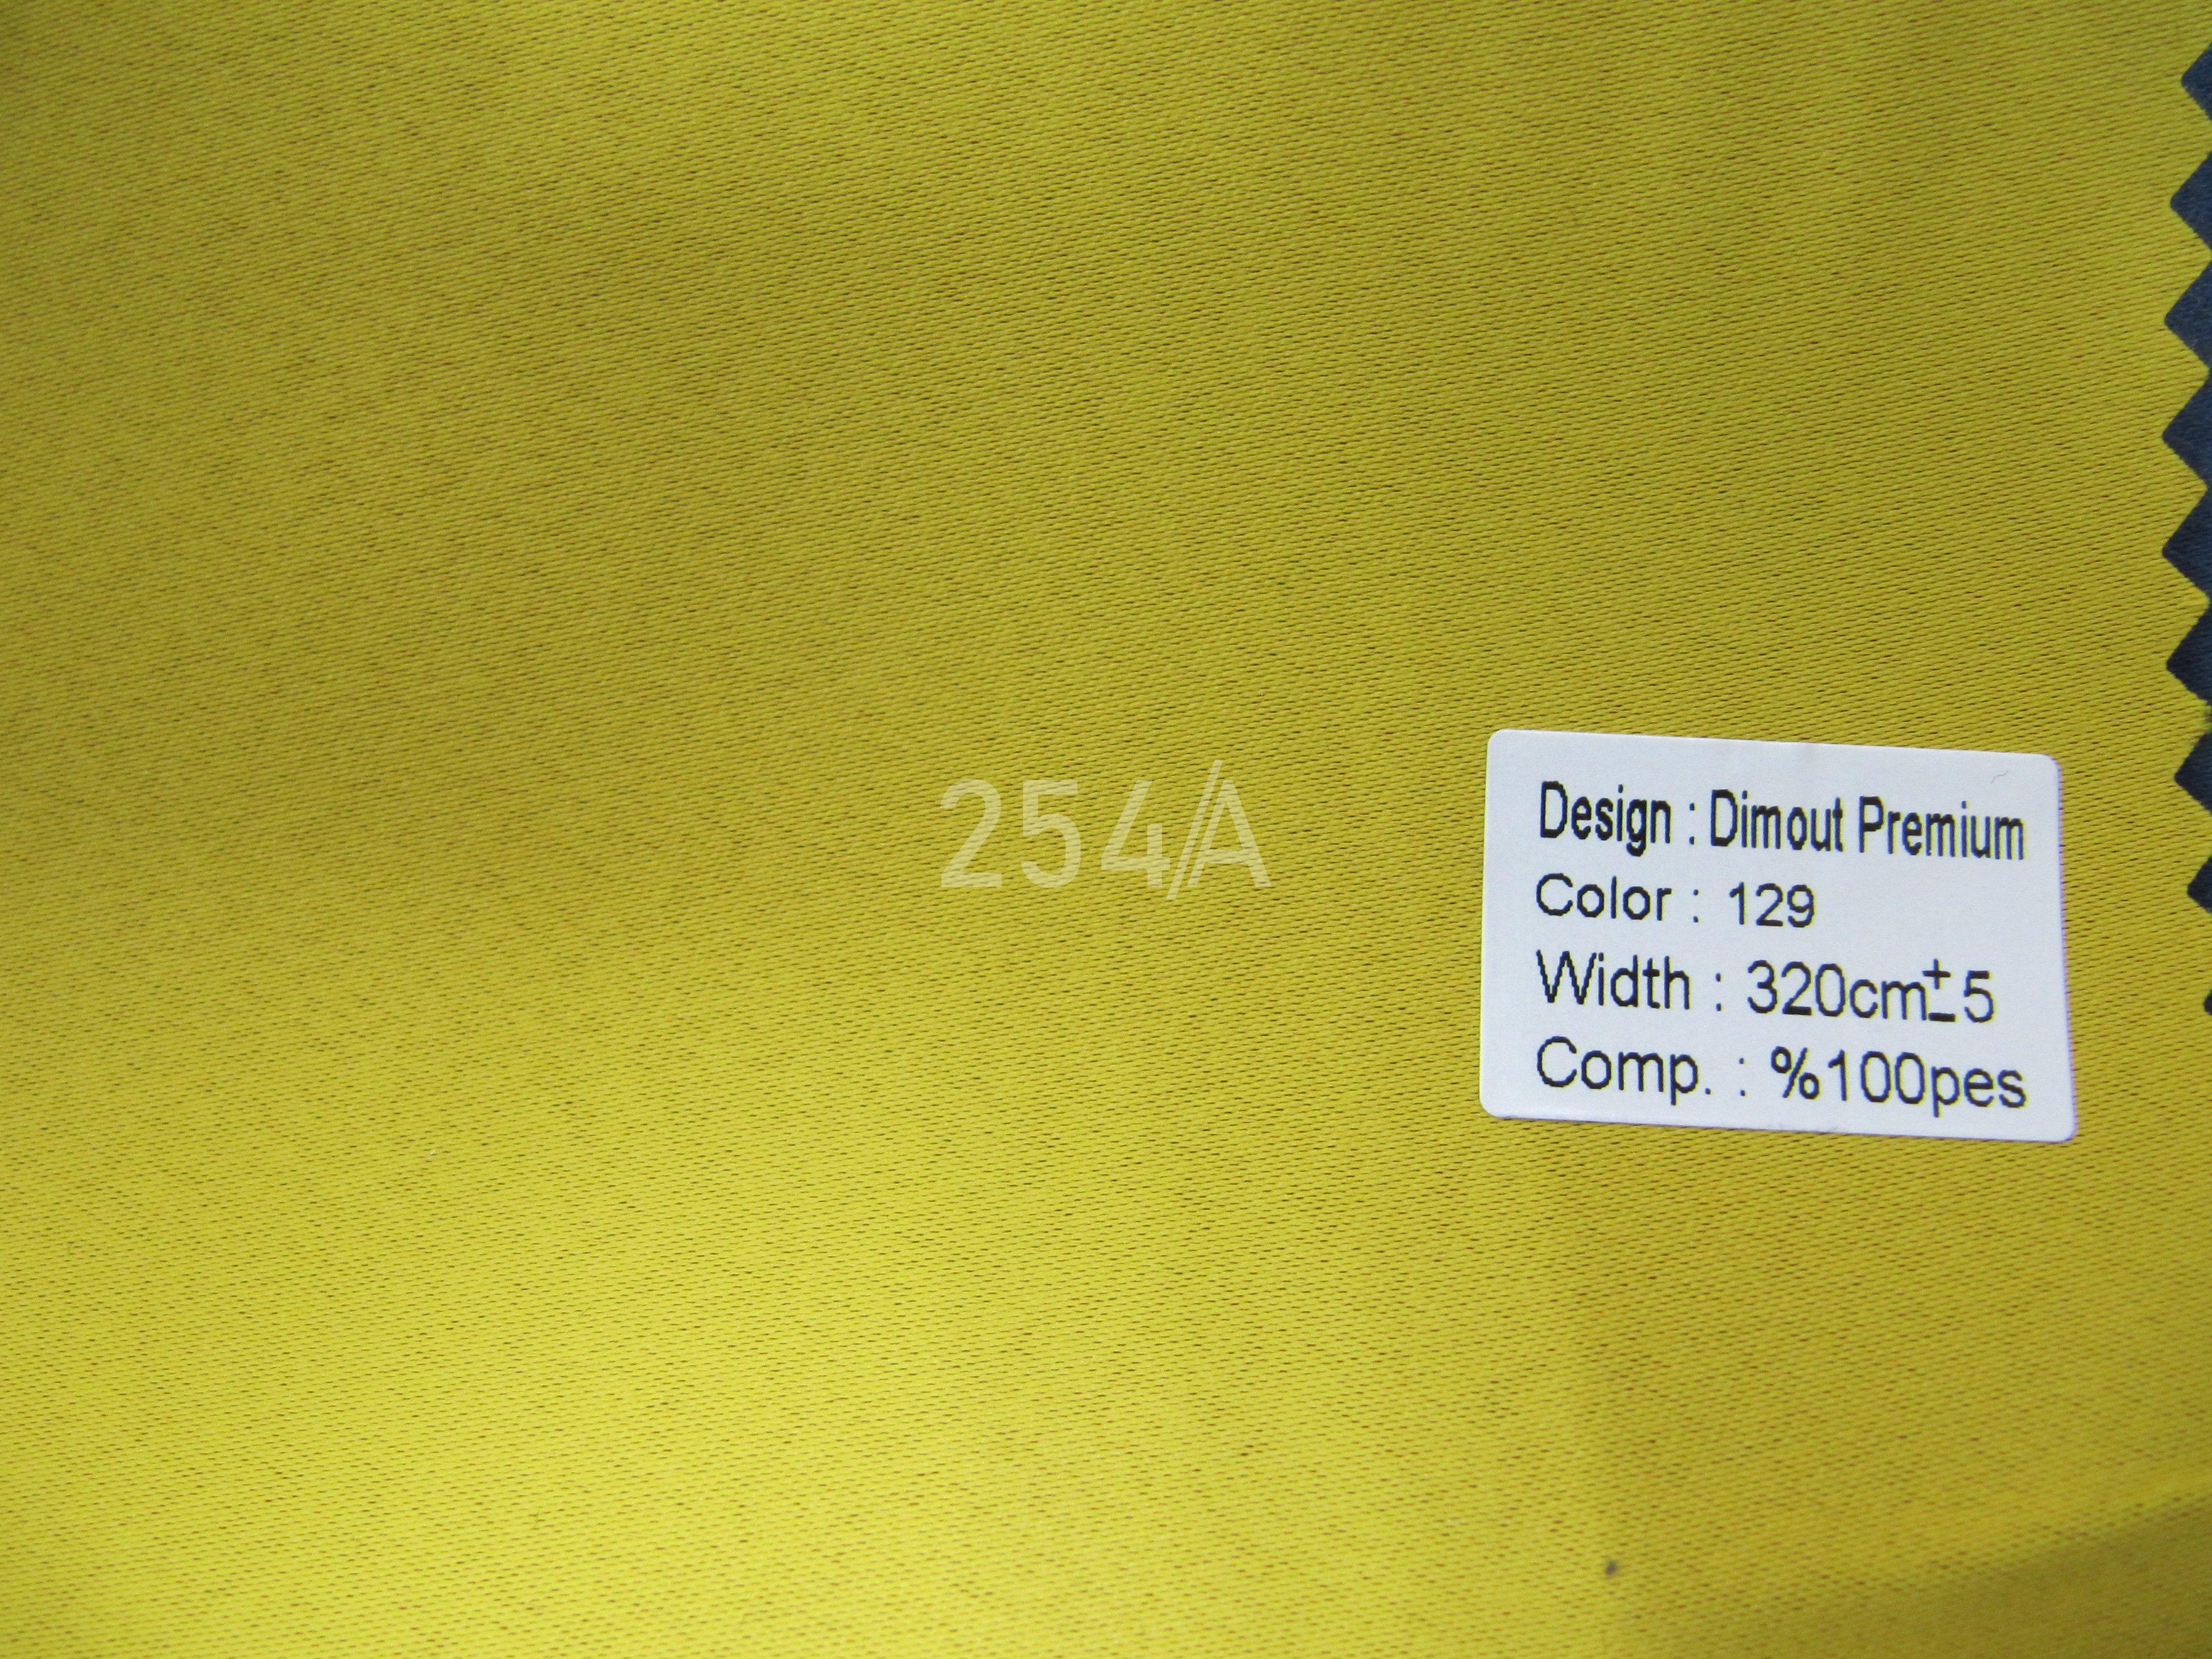 254//A
Design : Dimout Premium
Color : 129
Width : 320cm±5
Comp. : %100pes